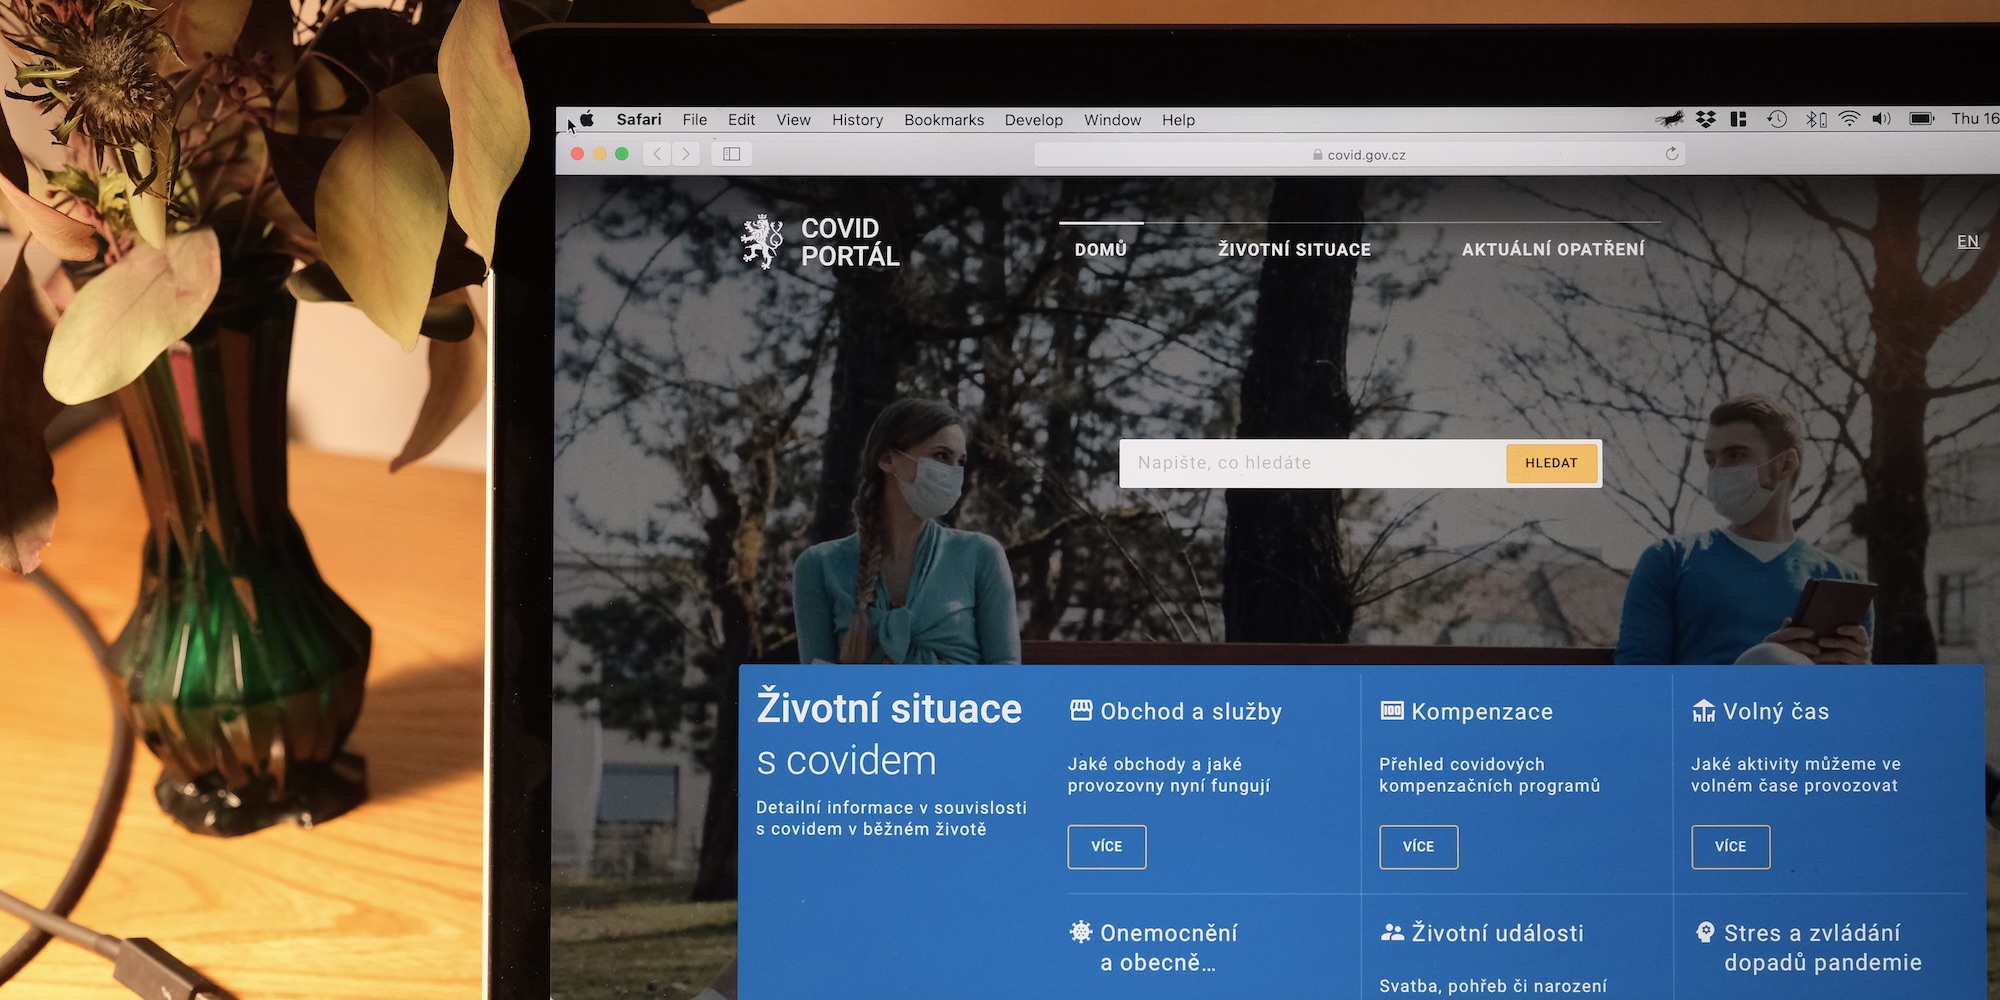 Safari File Edit View History Bookmarks Develop Window Help
Thu 16
covid.gov.cz
COVID
PORTÁL
DOMŮ ŽIVOTNÍ SITUACE AKTUÁLNÍ OPATŘENÍ
EN
Napište, co hledáte HLEDAT
Životní situace
s covidem
Detailní informace v souvislosti
s covidem v běžném životě
Obchod a služby
Jaké obchody a jaké
provozovny nyní fungují
VÍCE
Kompenzace
Přehled covidových
kompenzačních programů
VÍCE
Volný čas
Jaké aktivity můžeme ve
volném čase provozovat
VÍCE
Onemocnění
a obecně...
Životní události
Svatba, pohřeb či narození
Stres a zvládání
dopadů pandemie